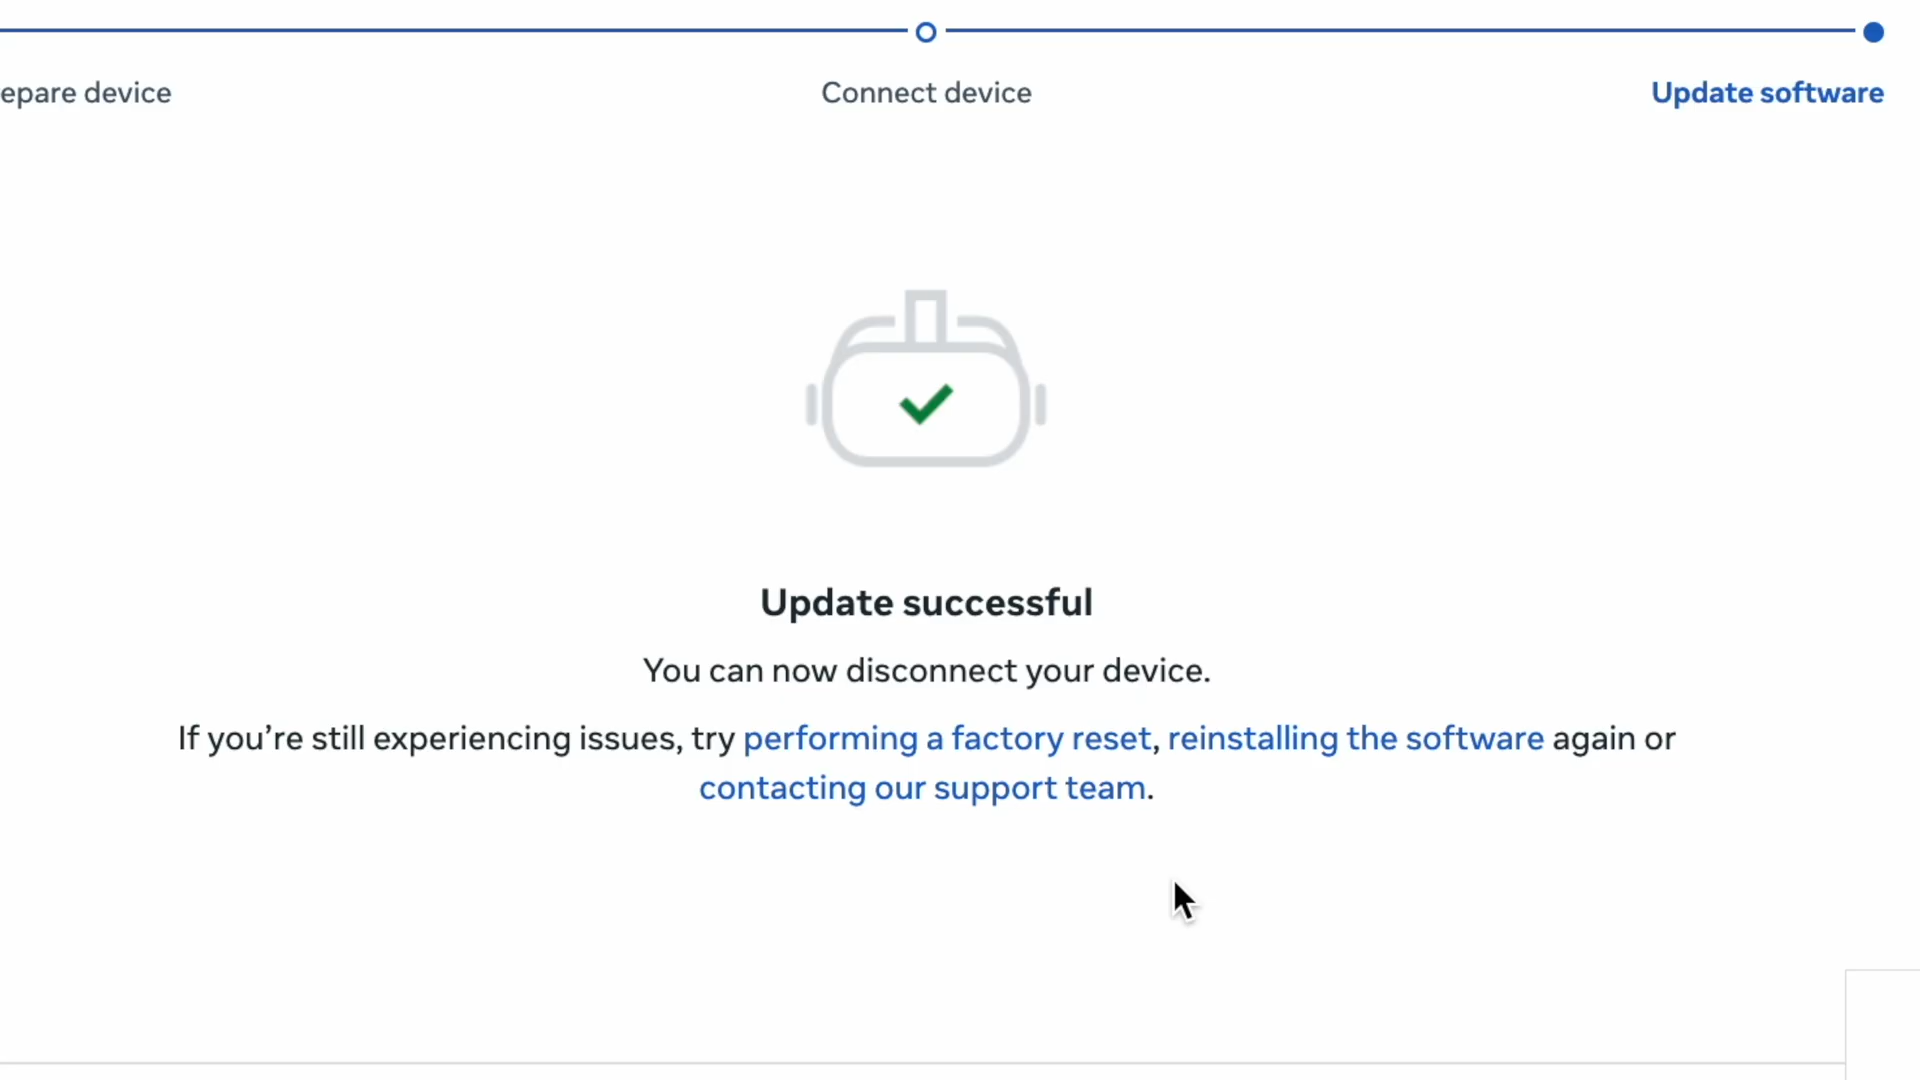 epare device
Connect device
Update software
Update successful
You can now disconnect your device.
If you’re still experiencing issues, try performing a factory reset, reinstalling the software again or
contacting our support team.